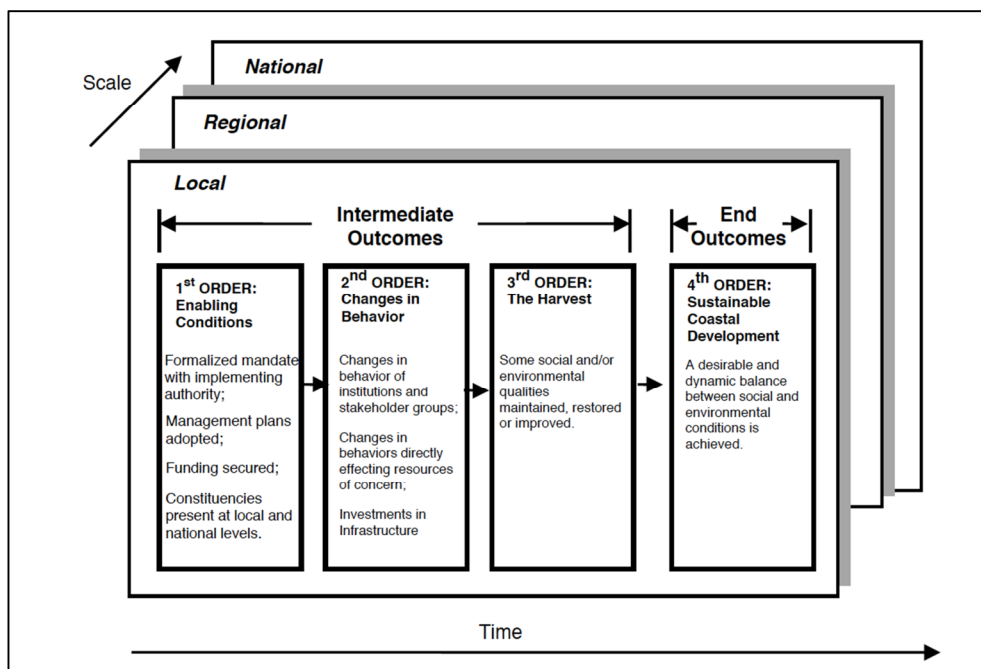 Scale
National
Regional
Local
Intermediate
Outcomes
End
Outcomes
1st ORDER:
Enabling
Conditions
Formalized mandate
with implementing
authority;
Management plans
adopted;
Funding secured;
Constituencies
present at local and
national levels.
2nd ORDER:
Changes in
Behavior
Changes in
behavior of
institutions and
stakeholder groups;
Changes in
behaviors directly
effecting resources
of concern;
Investments in
Infrastructure
3rd ORDER:
The Harvest
Some social and/or
environmental
qualities
maintained, restored
or improved.
4th ORDER:
Sustainable
Coastal
Development
A desirable and
dynamic balance
between social and
environmental
conditions is
achieved.
Time